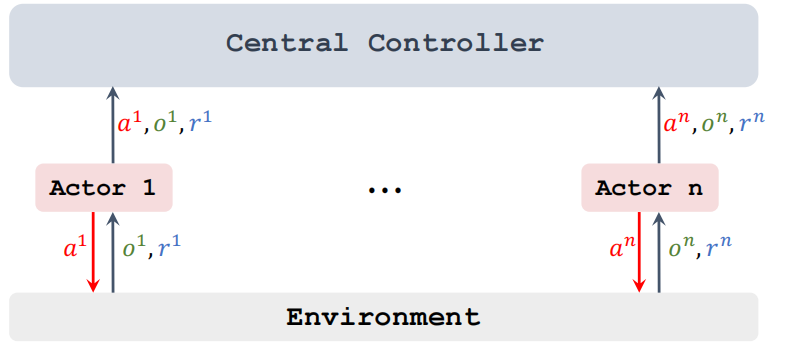 Central Controller
a¹, o¹, r¹
aⁿ, oⁿ, rⁿ
Actor 1
...
Actor n
a¹
o¹, r¹
aⁿ
oⁿ, rⁿ
Environment